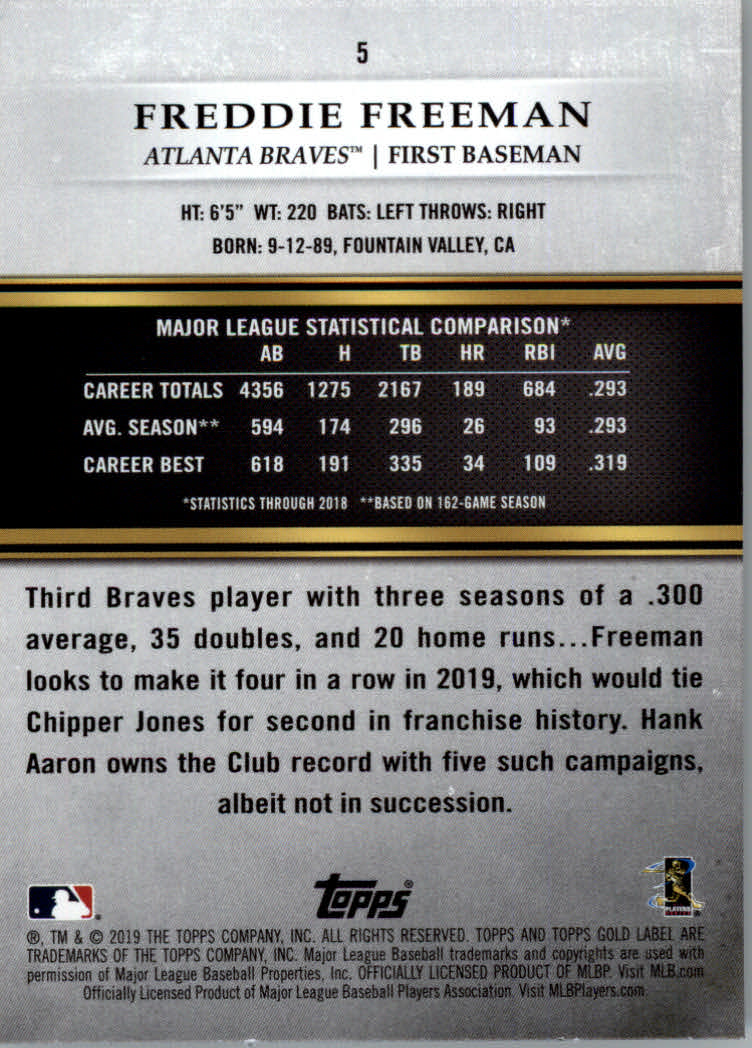 5
FREDDIE FREEMAN
ATLANTA BRAVES™ | FIRST BASEMAN
HT: 6'5" WT: 220 BATS: LEFT THROWS: RIGHT
BORN: 9-12-89, FOUNTAIN VALLEY, CA
MAJOR LEAGUE STATISTICAL COMPARISON*
AB H TB HR RBI AVG
CAREER TOTALS 4356 1275 2167 189 684 .293
AVG. SEASON** 594 174 296 26 93 .293
CAREER BEST 618 191 335 34 109 .319
*STATISTICS THROUGH 2018 **BASED ON 162-GAME SEASON
Third Braves player with three seasons of a .300
average, 35 doubles, and 20 home runs...Freeman
looks to make it four in a row in 2019, which would tie
Chipper Jones for second in franchise history. Hank
Aaron owns the Club record with five such campaigns,
albeit not in succession.
®
Topps®
PLAYERS
®
®, TM & © 2019 THE TOPPS COMPANY, INC. ALL RIGHTS RESERVED. TOPPS AND TOPPS GOLD LABEL ARE
TRADEMARKS OF THE TOPPS COMPANY, INC. Major League Baseball trademarks and copyrights are used with
permission of Major League Baseball Properties, Inc. OFFICIALLY LICENSED PRODUCT OF MLBP. Visit MLB.com
Officially Licensed Product of Major League Baseball Players Association. Visit MLBPlayers.com.